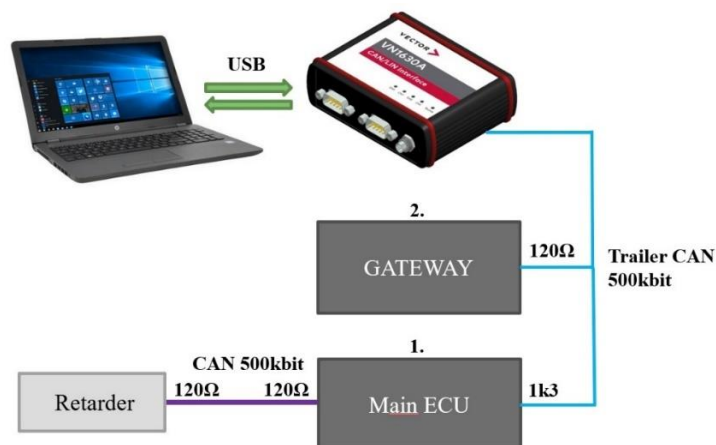 USB
VECTOR
VN1630A
CAN/LIN Interface
2.
GATEWAY
120Ω
Trailer CAN
500kbit
1.
CAN 500kbit
120Ω
120Ω
Retarder
Main ECU
1k3